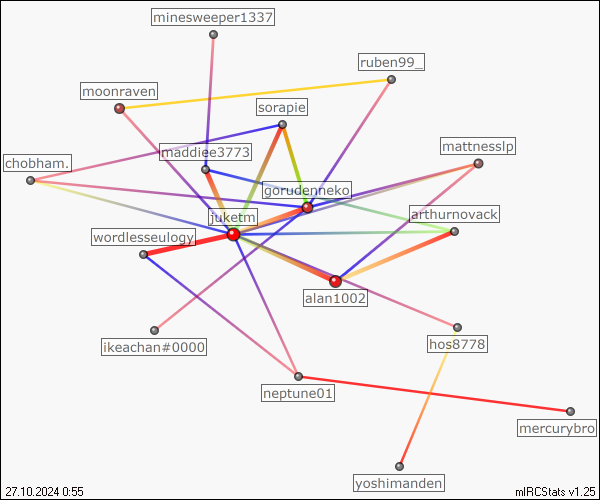 minesweeper1337
ruben99_
moonraven
sorapie
mattnesslp
maddiee3773
chobham.
gorudenneko
arthurnovack
juketm
wordlesseulogy
alan1002
ikeachan#0000
hos8778
neptune01
mercurybro
yoshimanden
27.10.2024 0:55
mIRCStats v1.25